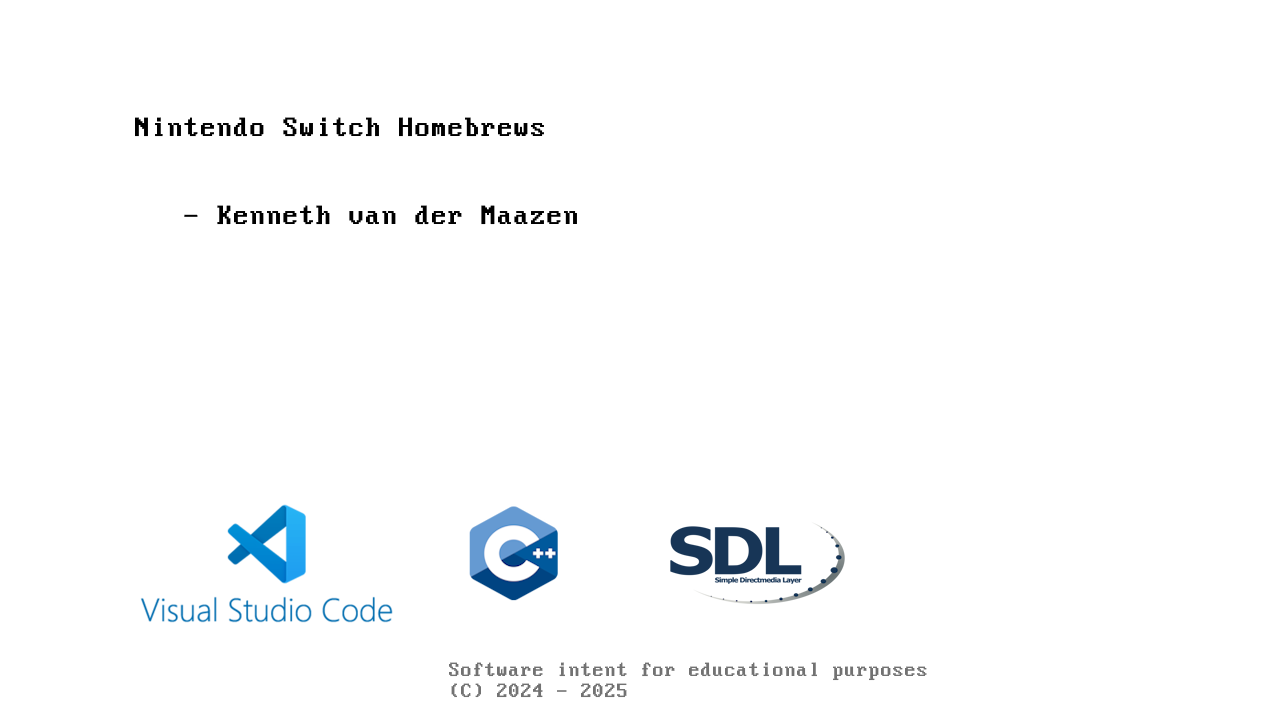 Nintendo Switch Homebrews
- Kenneth van der Maazen
Visual Studio Code
C++
SDL
Simple Directmedia Layer
Software intent for educational purposes
(C) 2024 - 2025